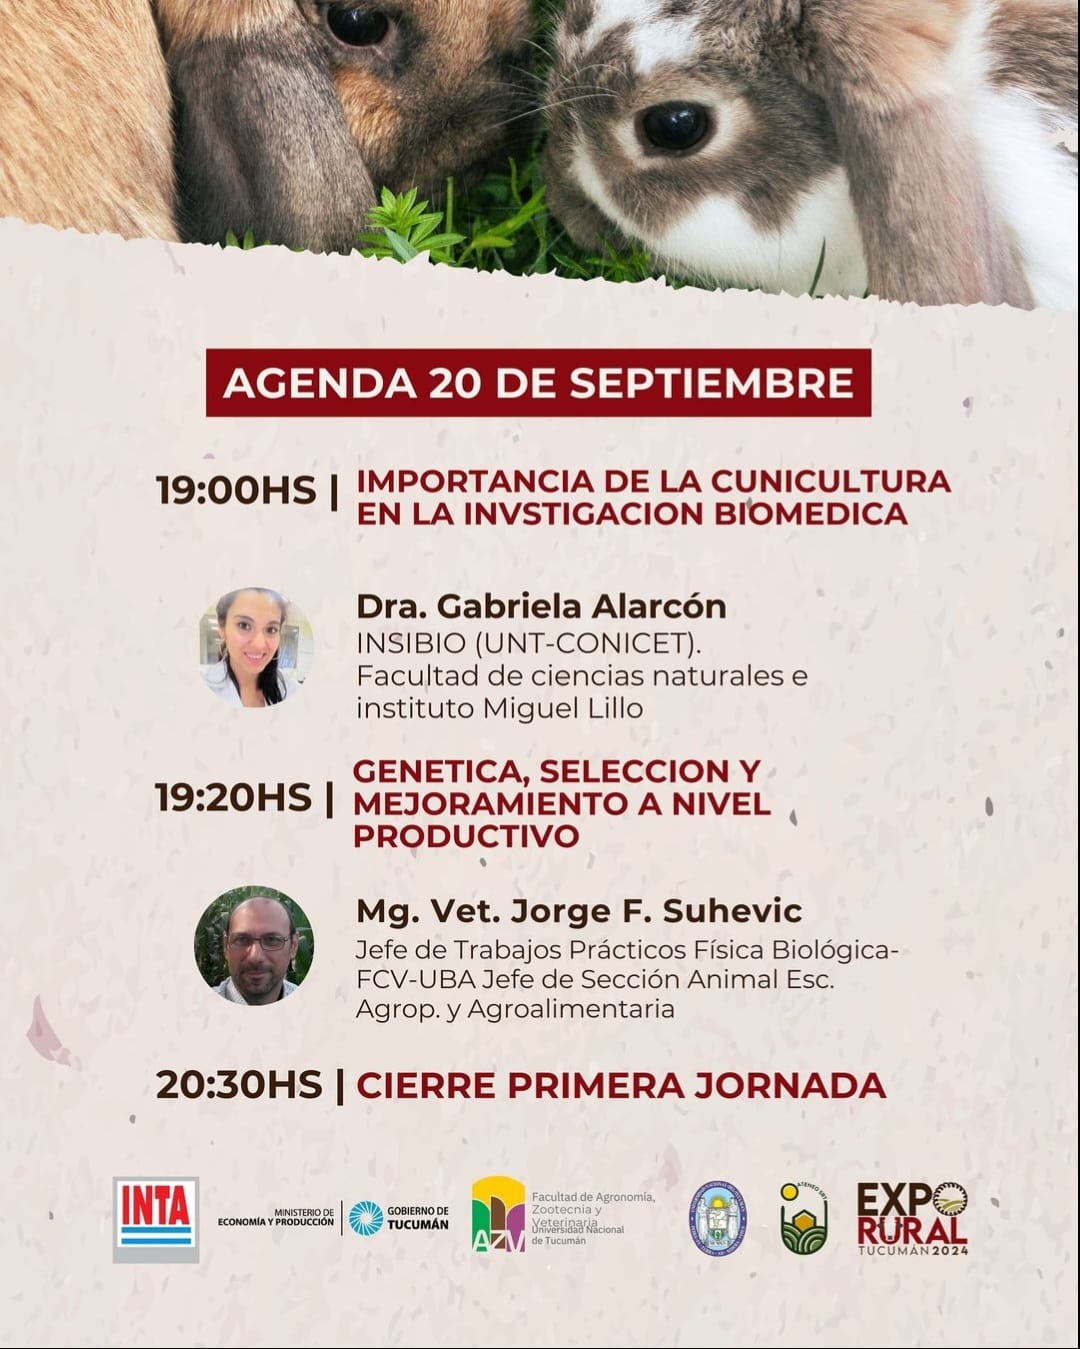 AGENDA 20 DE SEPTIEMBRE
19:00HS | IMPORTANCIA DE LA CUNICULTURA
EN LA INVSTIGACION BIOMEDICA
Dra. Gabriela Alarcón
INSIBIO (UNT-CONICET).
Facultad de ciencias naturales e
instituto Miguel Lillo
19:20HS | GENETICA, SELECCION Y
MEJORAMIENTO A NIVEL
PRODUCTIVO
Mg. Vet. Jorge F. Suhevic
Jefe de Trabajos Prácticos Física Biológica-
FCV-UBA Jefe de Sección Animal Esc.
Agrop. y Agroalimentaria
20:30HS | CIERRE PRIMERA JORNADA
INTA
MINISTERIO DE
ECONOMÍA Y PRODUCCIÓN
GOBIERNO DE
TUCUMÁN
AZV
Facultad de Agronomía,
Zootecnia y
Veterinaria
Universidad Nacional
de Tucumán
EXPO
RURAL
TUCUMÁN 2024